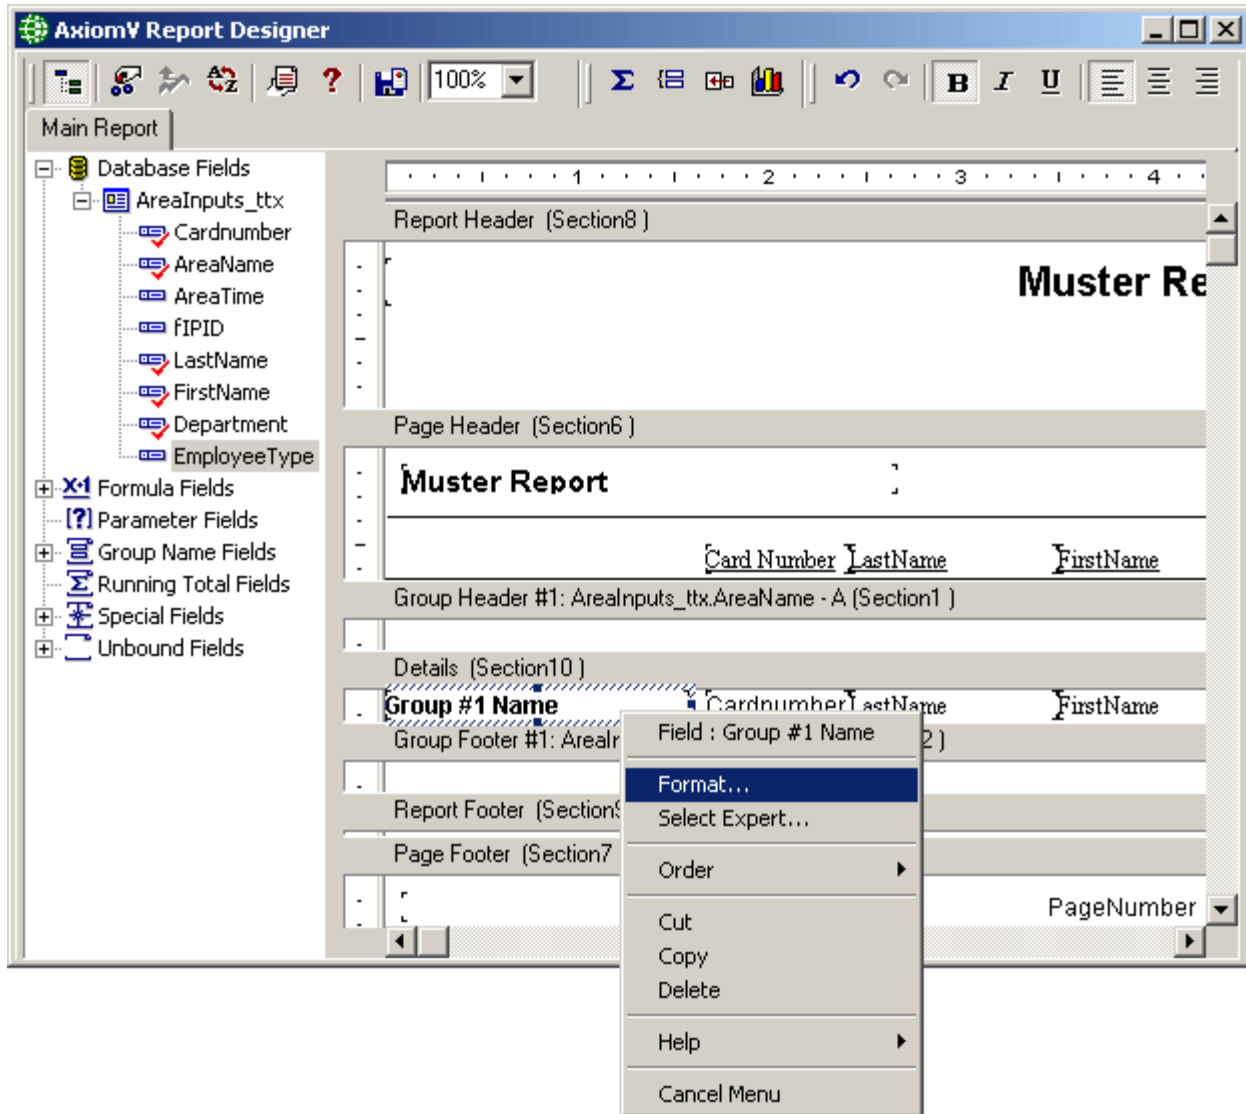 AxiomV Report Designer
100%
B I U
Main Report
Database Fields
AreaInputs_ttx
Cardnumber
AreaName
AreaTime
fIPID
LastName
FirstName
Department
EmployeeType
Formula Fields
Parameter Fields
Group Name Fields
Running Total Fields
Special Fields
Unbound Fields
1 2 3 4
Report Header (Section8 )
Muster Re
Page Header (Section6 )
Muster Report
Card Number LastName FirstName
Group Header #1: AreaInputs_ttx.AreaName - A (Section1 )
Details (Section10 )
Group #1 Name Cardnumber LastName FirstName
Group Footer #1: AreaIn 2 )
Report Footer (Section9
Page Footer (Section7
PageNumber
Field : Group #1 Name
Format...
Select Expert...
Order
Cut
Copy
Delete
Help
Cancel Menu